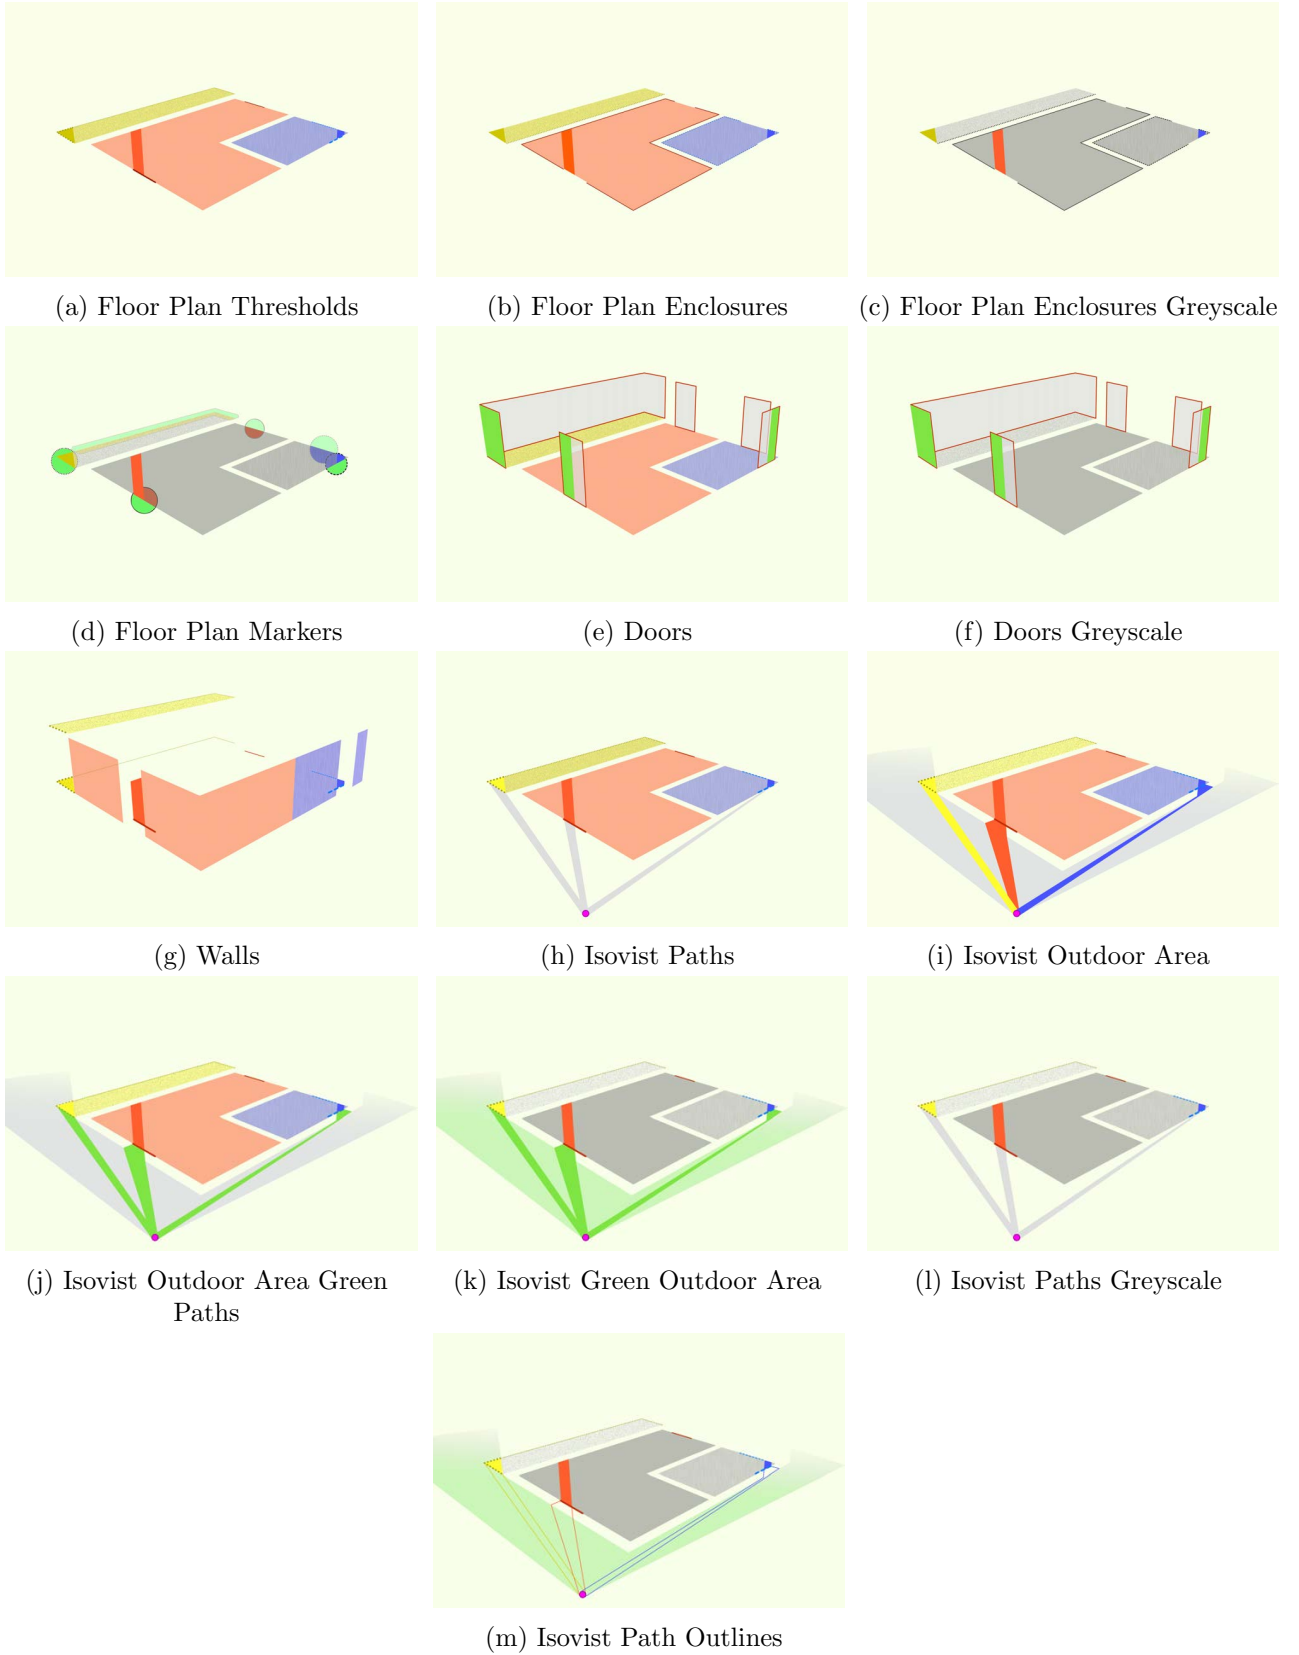 (a) Floor Plan Thresholds
(b) Floor Plan Enclosures
(c) Floor Plan Enclosures Greyscale
(d) Floor Plan Markers
(e) Doors
(f) Doors Greyscale
(g) Walls
(h) Isovist Paths
(i) Isovist Outdoor Area
(j) Isovist Outdoor Area Green
Paths
(k) Isovist Green Outdoor Area
(l) Isovist Paths Greyscale
(m) Isovist Path Outlines